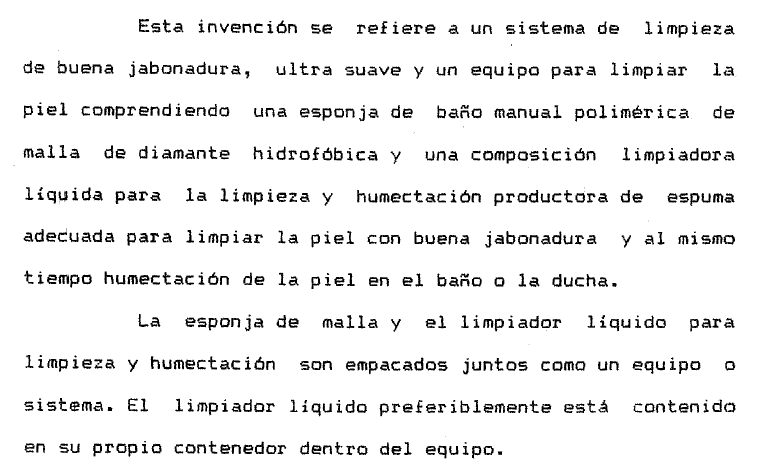 Esta invención se refiere a un sistema de limpieza
de buena jabonadura, ultra suave y un equipo para limpiar la
piel comprendiendo una esponja de baño manual polimérica de
malla de diamante hidrofóbica y una composición limpiadora
líquida para la limpieza y humectación productora de espuma
adecuada para limpiar la piel con buena jabonadura y al mismo
tiempo humectación de la piel en el baño o la ducha.
La esponja de malla y el limpiador líquido para
limpieza y humectación son empacados juntos como un equipo o
sistema. El limpiador líquido preferiblemente está contenido
en su propio contenedor dentro del equipo.